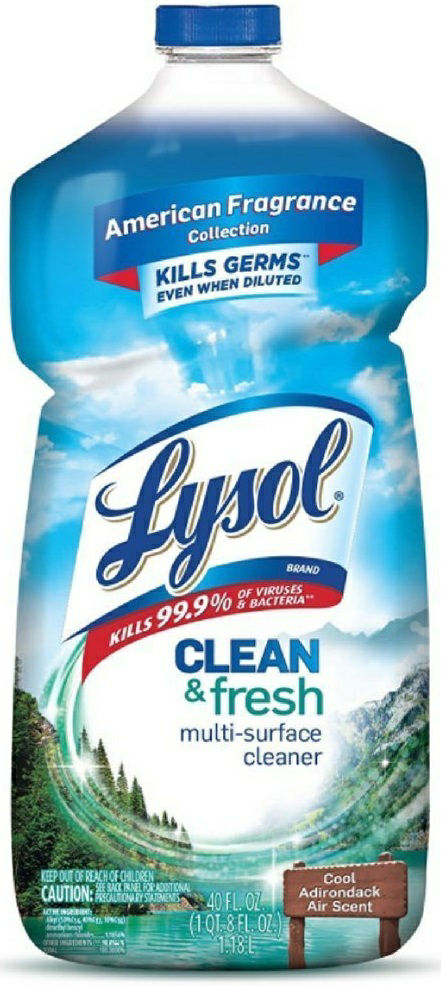 American Fragrance
Collection
KILLS GERMS**
EVEN WHEN DILUTED
Lysol®
BRAND
KILLS 99.9% OF VIRUSES
& BACTERIA**
CLEAN
& fresh
multi-surface
cleaner
KEEP OUT OF REACH OF CHILDREN
CAUTION: SEE BACK PANEL FOR ADDITIONAL
PRECAUTIONARY STATEMENTS
ACTIVE INGREDIENT:
40 FL. OZ.
(1 QT. 8 FL. OZ.)
1.18 L
Cool
Adirondack
Air Scent